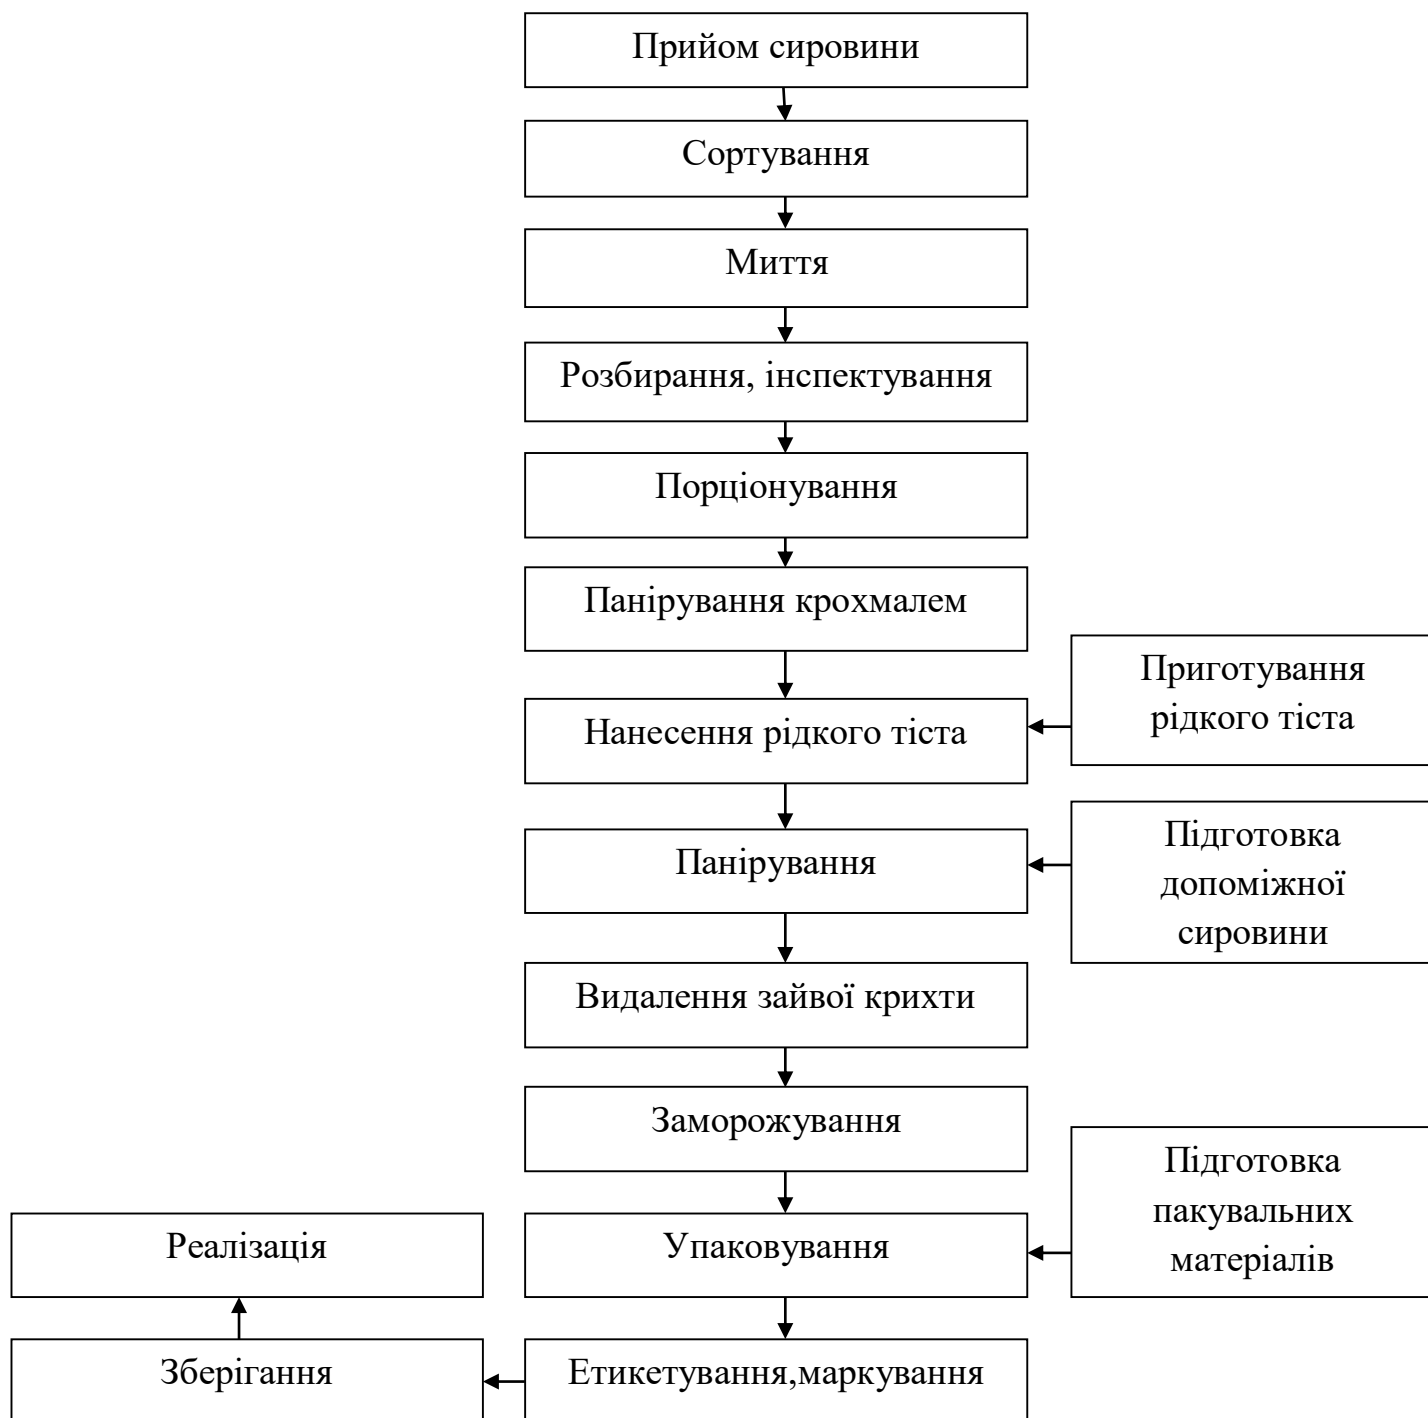 Прийом сировини
Сортування
Миття
Розбирання, інспектування
Порціонування
Панірування крохмалем
Приготування
рідкого тіста
Нанесення рідкого тіста
Підготовка
допоміжної
сировини
Панірування
Видалення зайвої крихти
Заморожування
Підготовка
пакувальних
матеріалів
Упаковування
Реалізація
Зберігання
Етикетування,маркування